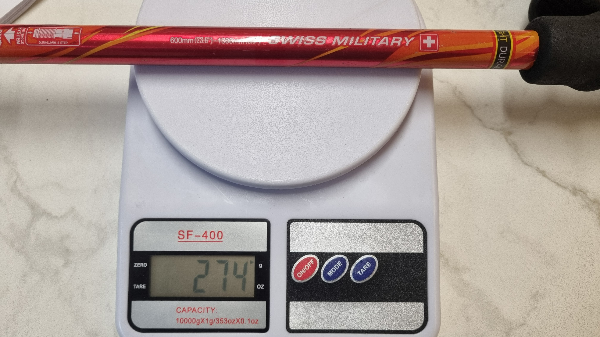 SWISS MILITARY
SF-400
ZERO
g
274
TARE
OZ
ON/OFF
MODE
TARE
CAPACITY:
10000gX1g/353ozX0.1oz